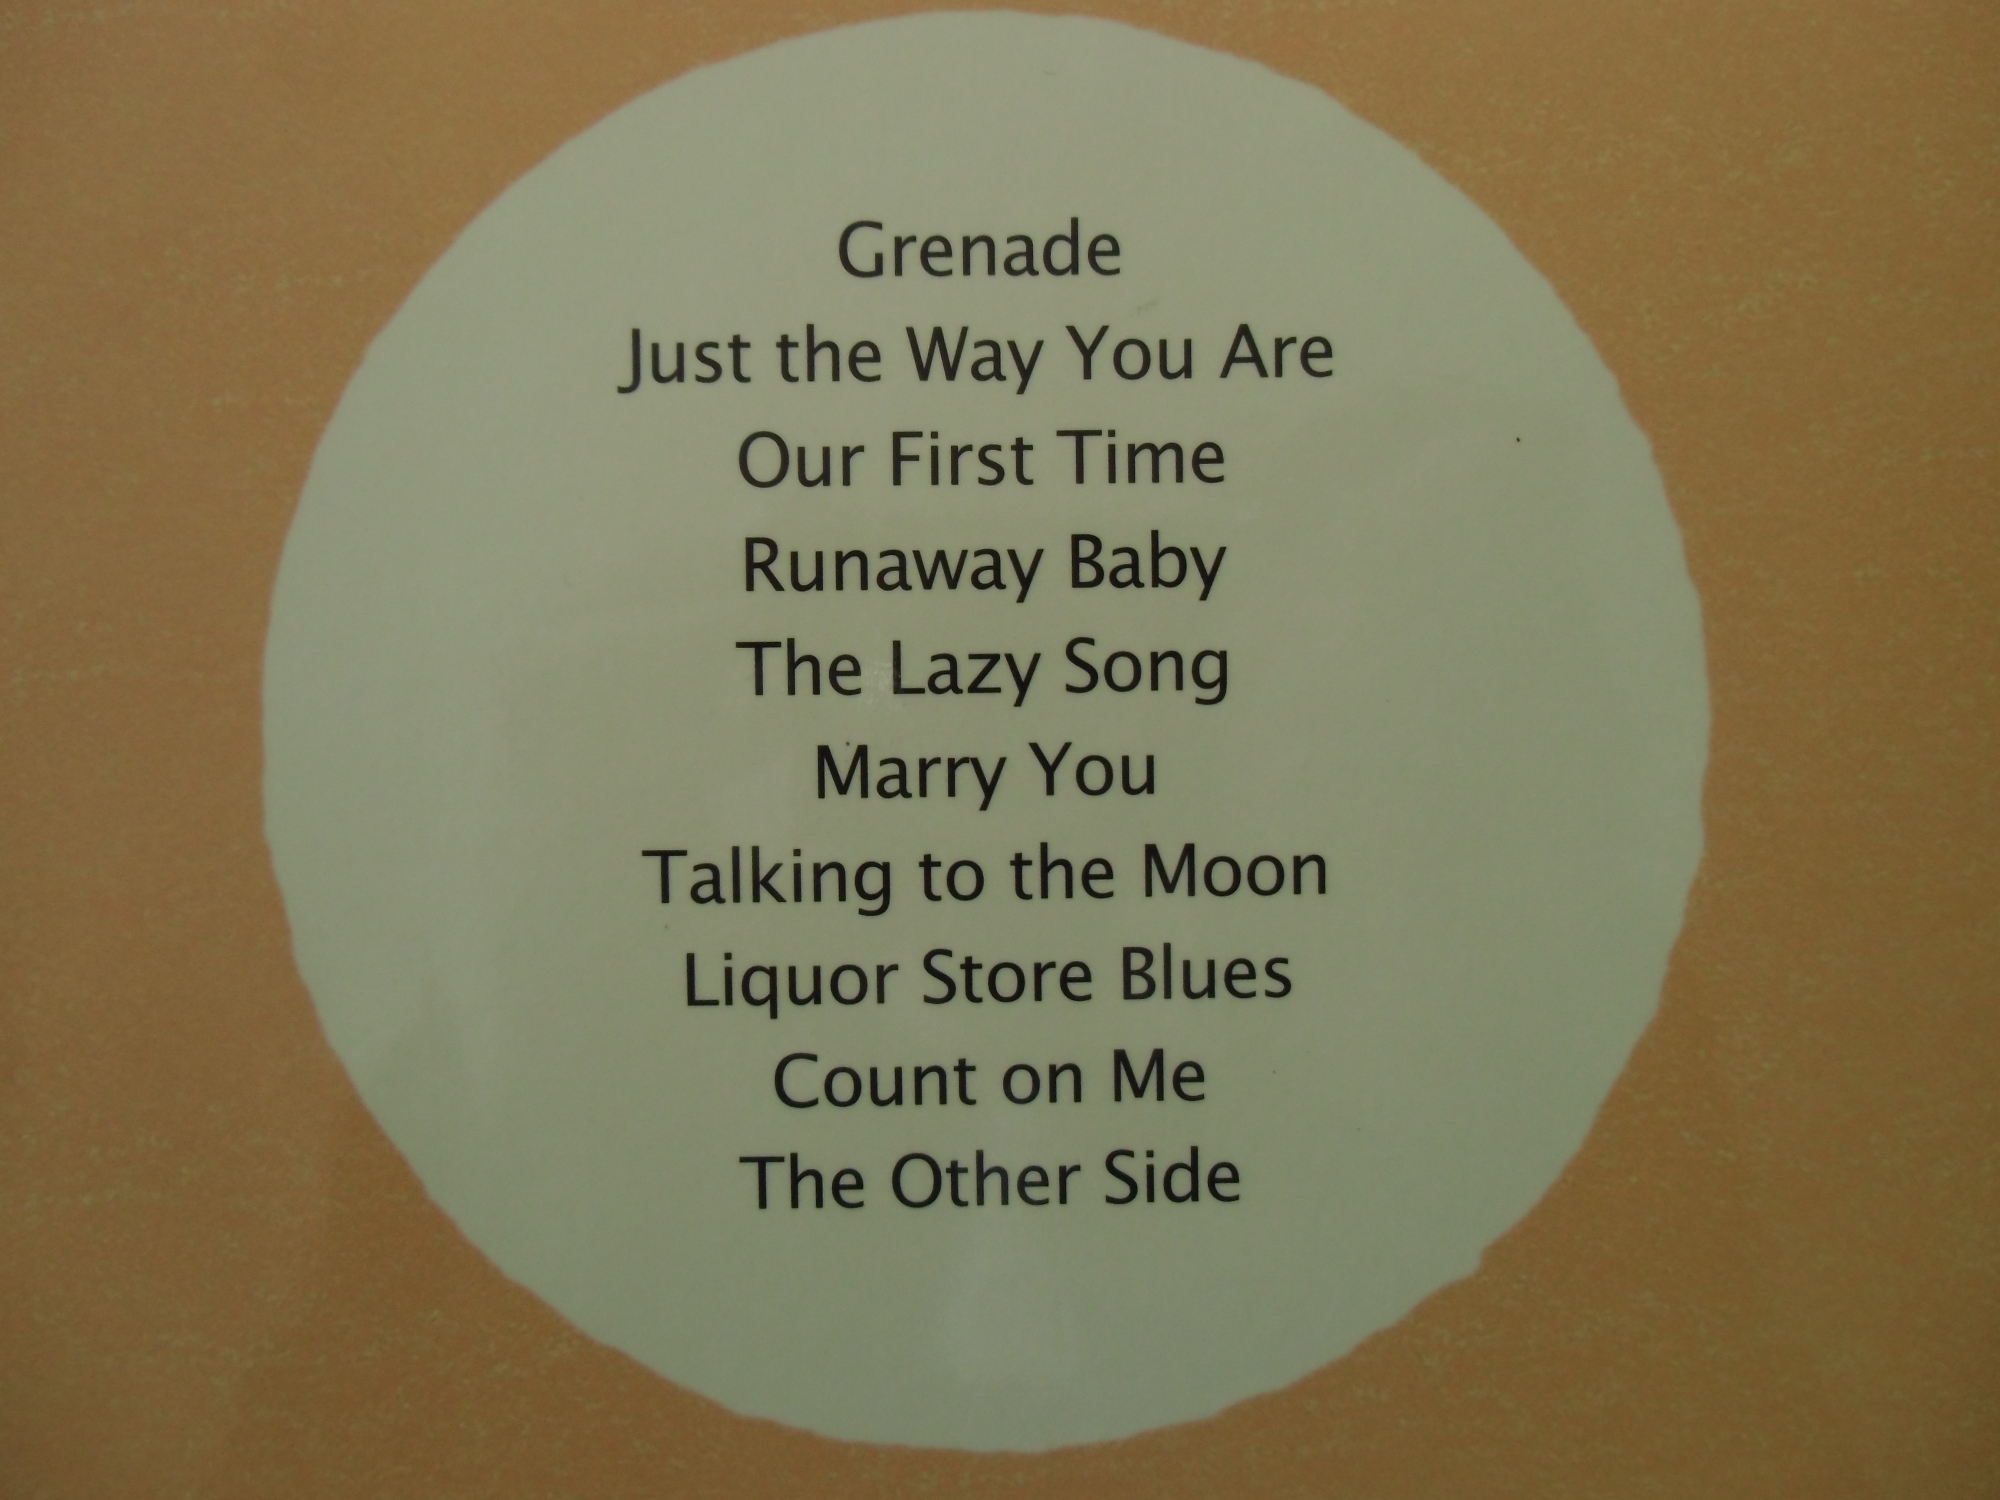 Grenade
Just the Way You Are
Our First Time
Runaway Baby
The Lazy Song
Marry You
Talking to the Moon
Liquor Store Blues
Count on Me
The Other Side